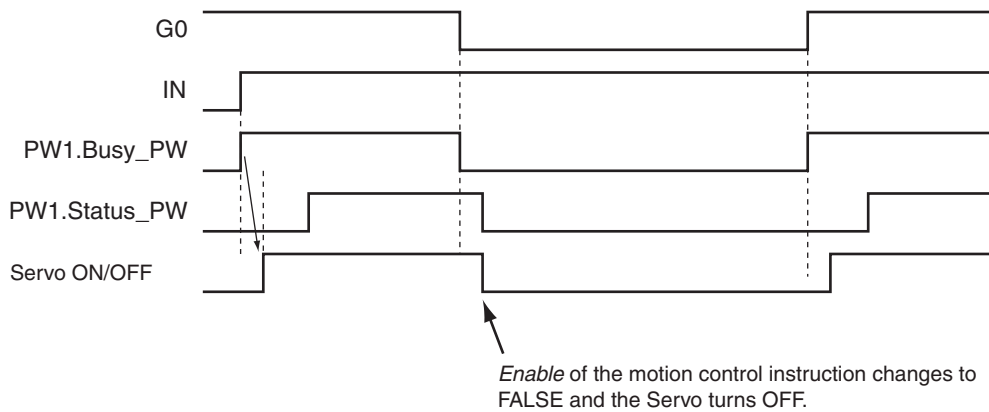 G0
IN
PW1.Busy_PW
PW1.Status_PW
Servo ON/OFF
Enable of the motion control instruction changes to
FALSE and the Servo turns OFF.